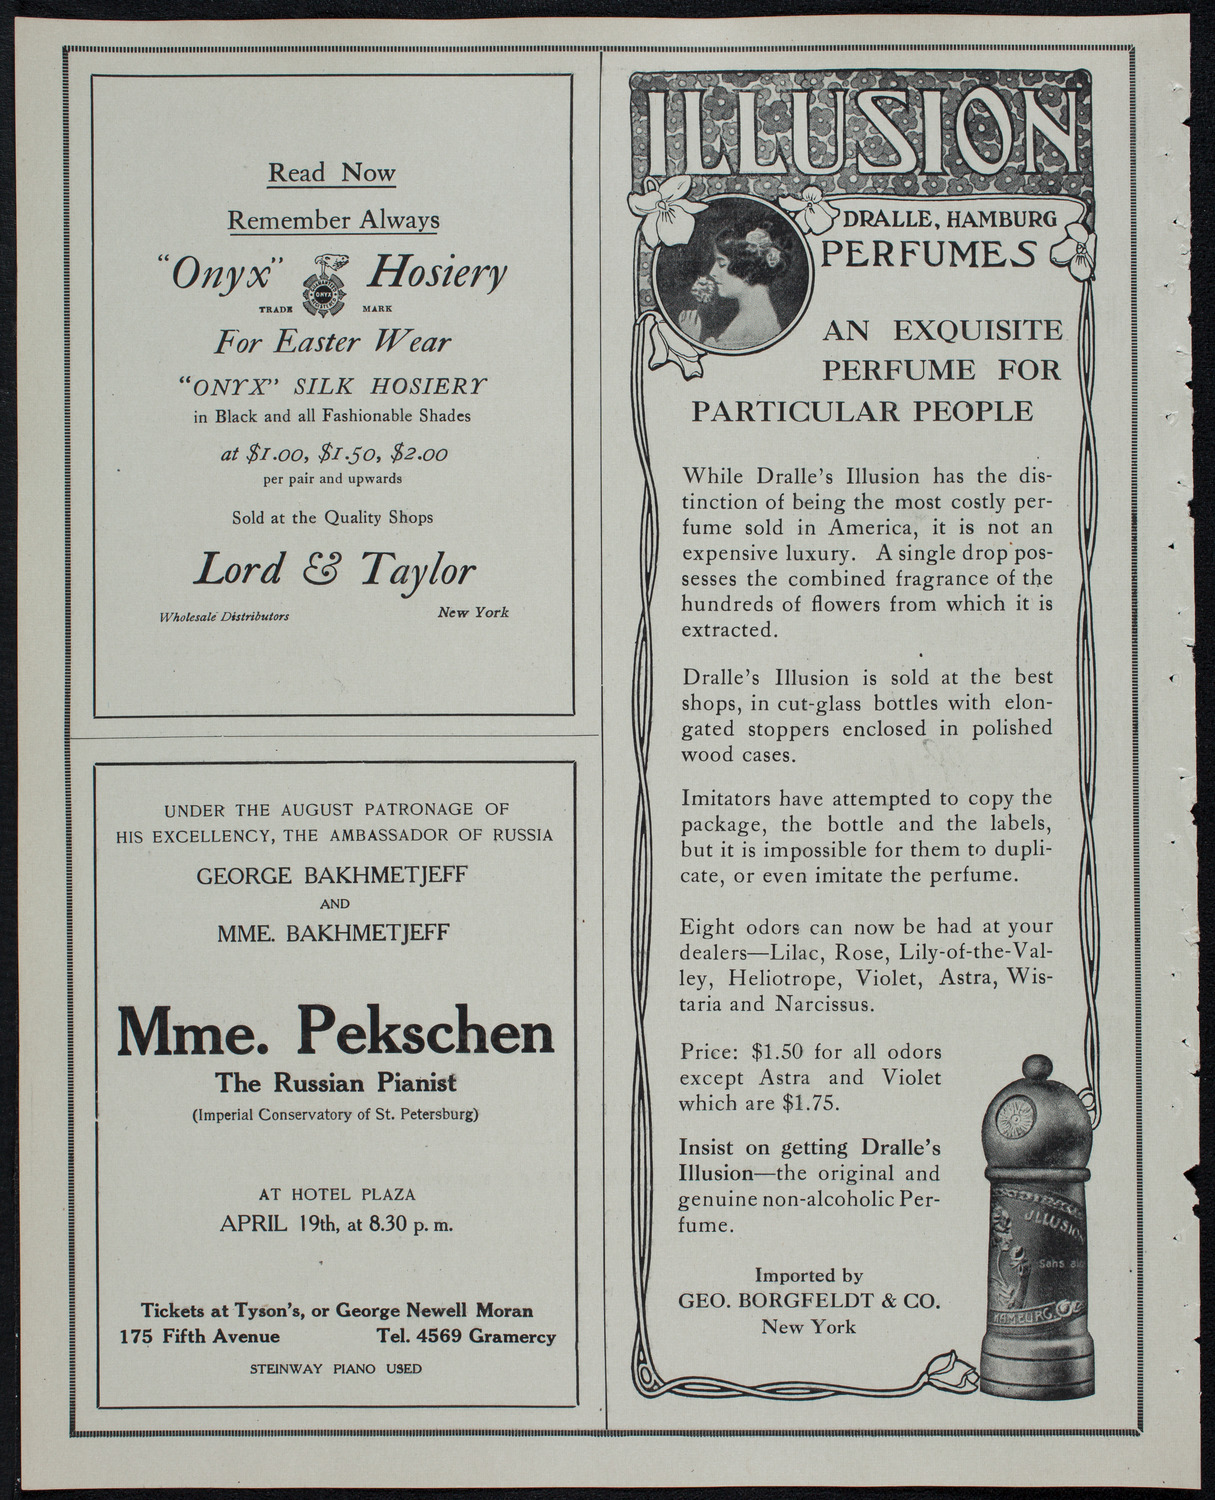 Read Now
Remember Always
"Onyx" Hosiery
ONYX
TRADE MARK
For Easter Wear
"ONYX" SILK HOSIERY
in Black and all Fashionable Shades
at $1.00, $1.50, $2.00
per pair and upwards
Sold at the Quality Shops
Lord & Taylor
Wholesale Distributors New York
UNDER THE AUGUST PATRONAGE OF
HIS EXCELLENCY, THE AMBASSADOR OF RUSSIA
GEORGE BAKHMETJEFF
AND
MME. BAKHMETJEFF
Mme. Pekschen
The Russian Pianist
(Imperial Conservatory of St. Petersburg)
AT HOTEL PLAZA
APRIL 19th, at 8.30 p. m.
Tickets at Tyson's, or George Newell Moran
175 Fifth Avenue Tel. 4569 Gramercy
STEINWAY PIANO USED
ILLUSION
DRALLE, HAMBURG
PERFUMES
AN EXQUISITE
PERFUME FOR
PARTICULAR PEOPLE
While Dralle's Illusion has the dis-
tinction of being the most costly per-
fume sold in America, it is not an
expensive luxury. A single drop pos-
sesses the combined fragrance of the
hundreds of flowers from which it is
extracted.
Dralle's Illusion is sold at the best
shops, in cut-glass bottles with elon-
gated stoppers enclosed in polished
wood cases.
Imitators have attempted to copy the
package, the bottle and the labels,
but it is impossible for them to dupli-
cate, or even imitate the perfume.
Eight odors can now be had at your
dealers—Lilac, Rose, Lily-of-the-Val-
ley, Heliotrope, Violet, Astra, Wis-
taria and Narcissus.
Price: $1.50 for all odors
except Astra and Violet
which are $1.75.
Insist on getting Dralle's
Illusion—the original and
genuine non-alcoholic Per-
fume.
Imported by
GEO. BORGFELDT & CO.
New York
ILLUSION
HAMBURG